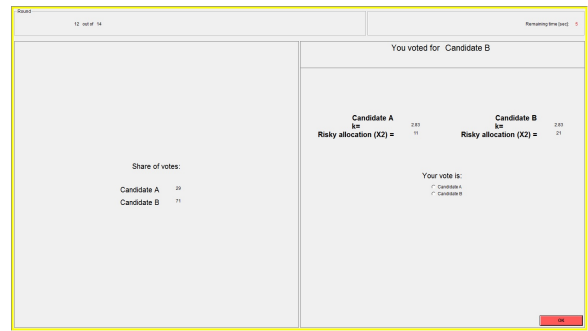 Round
12 out of 14
Remaining time [sec]: 5
You voted for Candidate B
Candidate A
k= 2.83
Risky allocation (X2) = 11
Candidate B
k= 2.83
Risky allocation (X2) = 21
Share of votes:
Candidate A 29
Candidate B 71
Your vote is:
Candidate A
Candidate B
OK